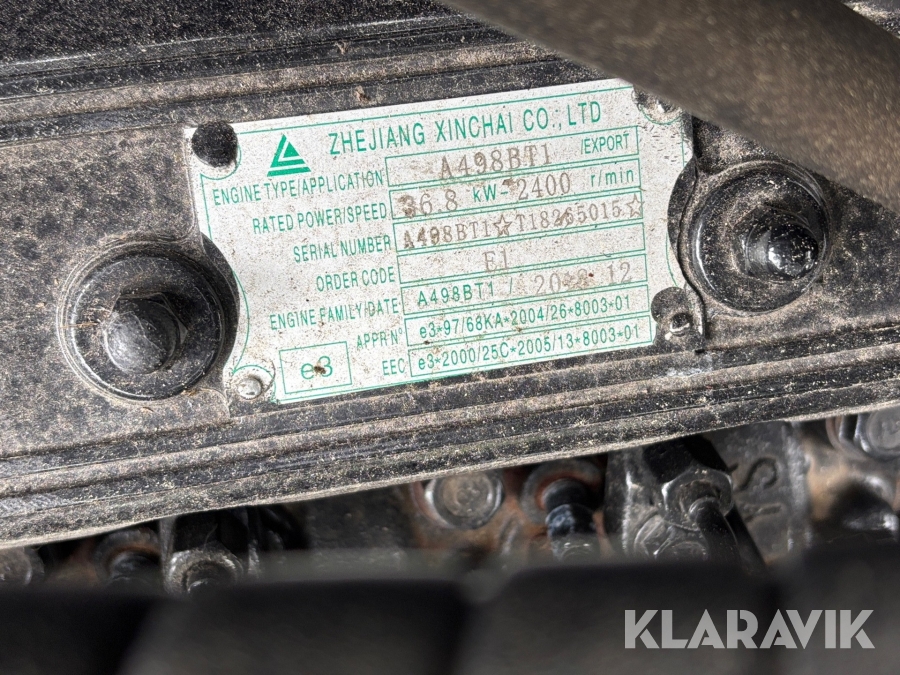 ZHEJIANG XINCHAI CO.,LTD
ENGINE TYPE/APPLICATION A498BT1 /EXPORT
RATED POWER/SPEED 36.8 kW 2400 r/min
SERIAL NUMBER A498BT1☆T18265015☆
ORDER CODE E1
ENGINE FAMILY/DATE: A498BT1 / 12
APPR N° e3*97/68KA*2004/26*8003*01
e3 EEC e3*2000/25C*2005/13*8003*01
KLARAVIK